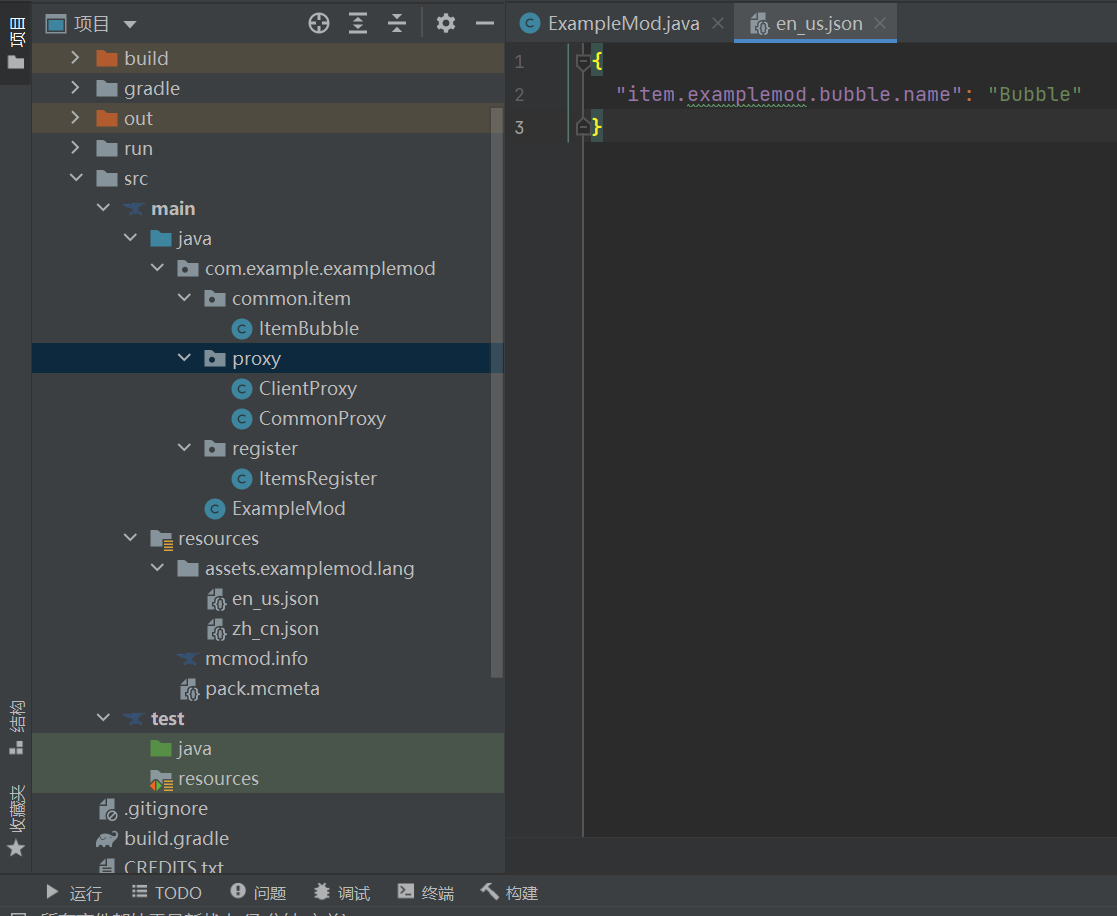 项目
项目
build
gradle
out
run
src
main
java
com.example.examplemod
common.item
ItemBubble
proxy
ClientProxy
CommonProxy
register
ItemsRegister
ExampleMod
resources
assets.examplemod.lang
en_us.json
zh_cn.json
mcmod.info
pack.mcmeta
test
java
resources
.gitignore
build.gradle
CREDITS.txt
结构
收藏夹
ExampleMod.java
en_us.json
1 {
2 "item.examplemod.bubble.name": "Bubble"
3 }
运行 TODO 问题 调试 终端 构建